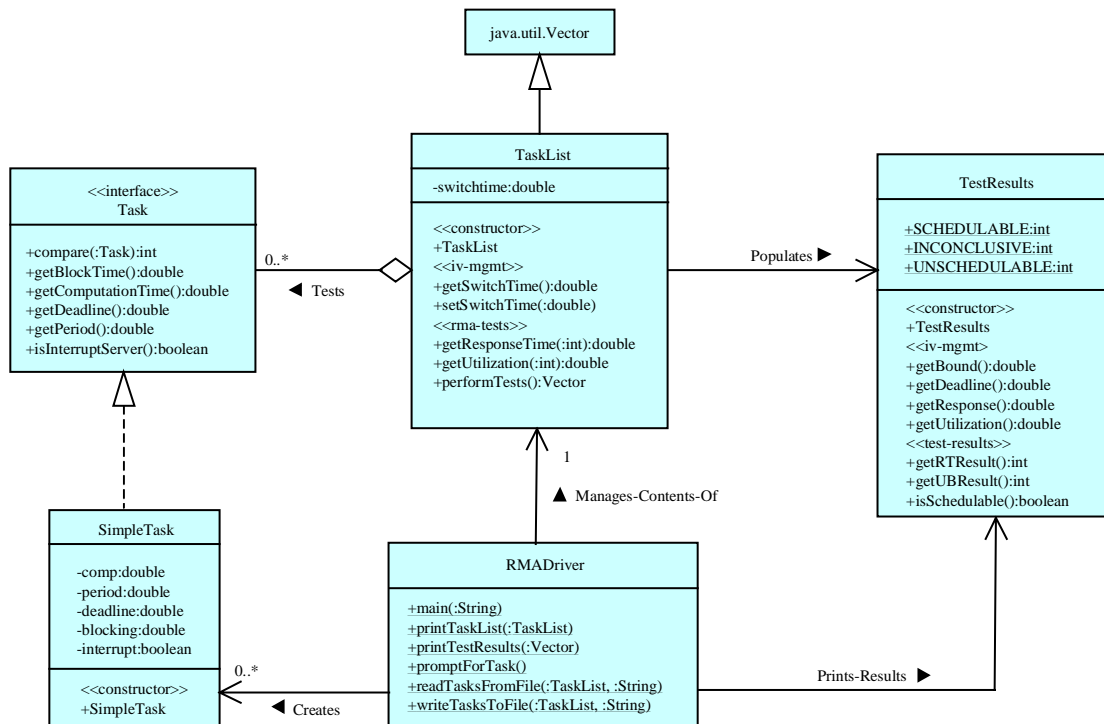 java.util.Vector
TaskList
-switchtime:double
<<constructor>>
+TaskList
<<iv-mgmt>>
+getSwitchTime():double
+setSwitchTime(:double)
<<rma-tests>>
+getResponseTime(:int):double
+getUtilization(:int):double
+performTests():Vector
<<interface>>
Task
+compare(:Task):int
+getBlockTime():double
+getComputationTime():double
+getDeadline():double
+getPeriod():double
+isInterruptServer():boolean
0..*
◄ Tests
Populates ►
TestResults
+SCHEDULABLE:int
+INCONCLUSIVE:int
+UNSCHEDULABLE:int
<<constructor>>
+TestResults
<<iv-mgmt>
+getBound():double
+getDeadline():double
+getResponse():double
+getUtilization():double
<<test-results>>
+getRTResult():int
+getUBResult():int
+isSchedulable():boolean
1
▲ Manages-Contents-Of
SimpleTask
-comp:double
-period:double
-deadline:double
-blocking:double
-interrupt:boolean
<<constructor>>
+SimpleTask
0..*
◄ Creates
RMADriver
+main(:String)
+printTaskList(:TaskList)
+printTestResults(:Vector)
+promptForTask()
+readTasksFromFile(:TaskList, :String)
+writeTasksToFile(:TaskList, :String)
Prints-Results ►